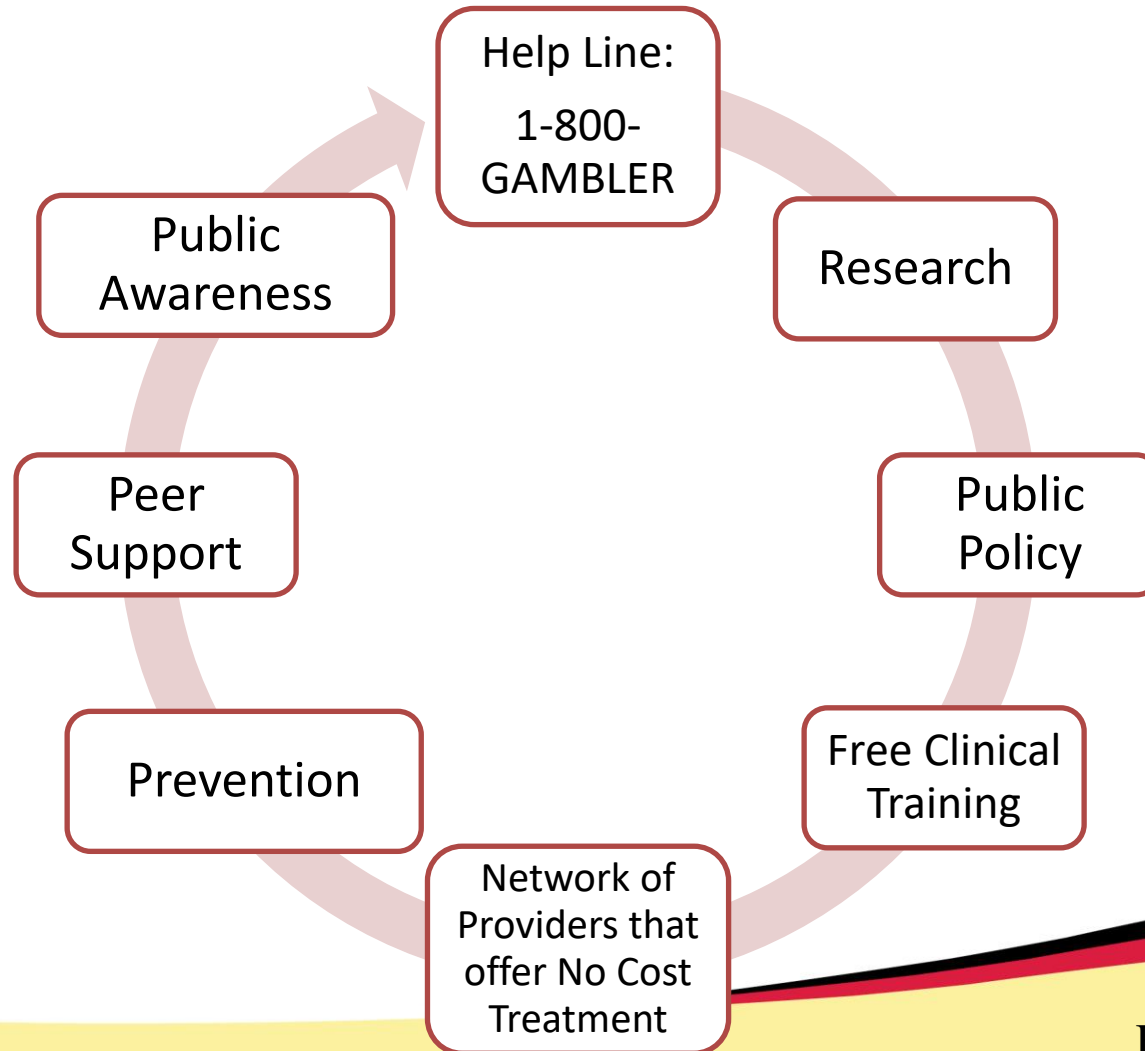 Help Line:
1-800-
GAMBLER
Research
Public
Policy
Free Clinical
Training
Network of
Providers that
offer No Cost
Treatment
Prevention
Peer
Support
Public
Awareness